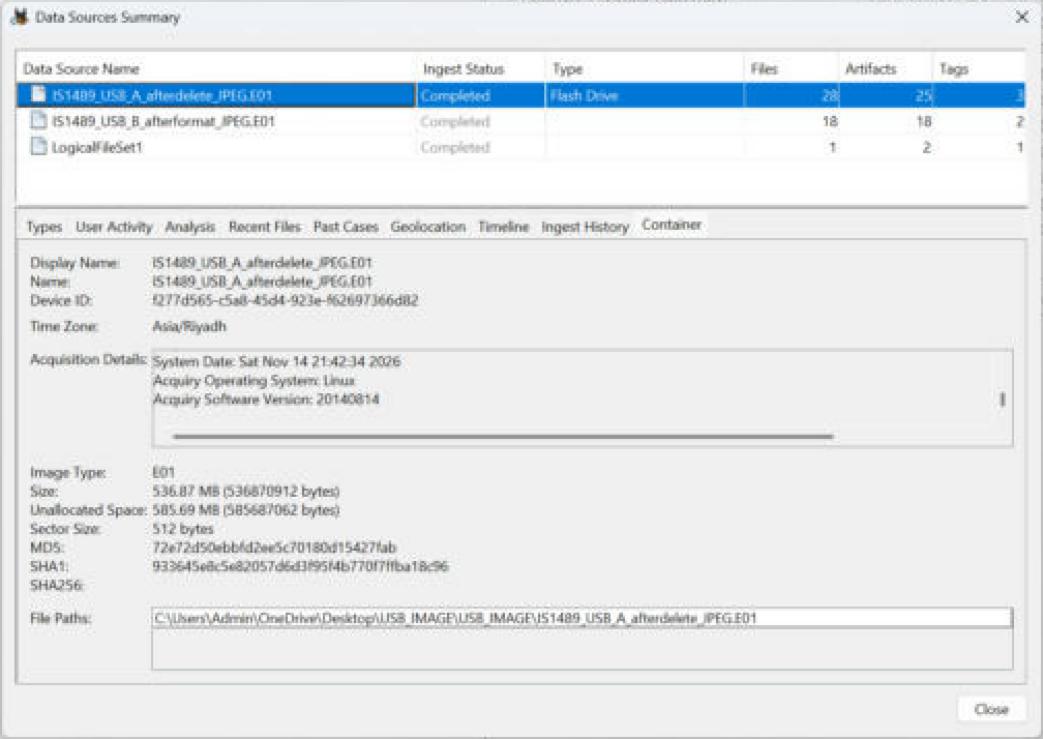 Data Sources Summary
Data Source Name Ingest Status Type Files Artifacts Tags
IS1489_USB_A_afterdelete_JPEG.E01 Completed Flash Drive 28 25 3
IS1489_USB_B_afterformat_JPEG.E01 Completed 18 18 2
LogicalFileSet1 Completed 1 2 1
Types User Activity Analysis Recent Files Past Cases Geolocation Timeline Ingest History Container
Display Name: IS1489_USB_A_afterdelete_JPEG.E01
Name: IS1489_USB_A_afterdelete_JPEG.E01
Device ID: f277d565-c5a8-45d4-923e-f62697366d82
Time Zone: Asia/Riyadh
Acquisition Details: System Date: Sat Nov 14 21:42:34 2026
Acquiry Operating System: Linux
Acquiry Software Version: 20140814
Image Type: E01
Size: 536.87 MB (536870912 bytes)
Unallocated Space: 585.69 MB (585687062 bytes)
Sector Size: 512 bytes
MD5: 72e72d50ebbfd2ee5c70180d15427fab
SHA1: 933645e8c5e82057d6d3f95f4b770f7ffba18c96
SHA256:
File Paths: C:\Users\Admin\OneDrive\Desktop\USB_IMAGE\USB_IMAGE\IS1489_USB_A_afterdelete_JPEG.E01
Close